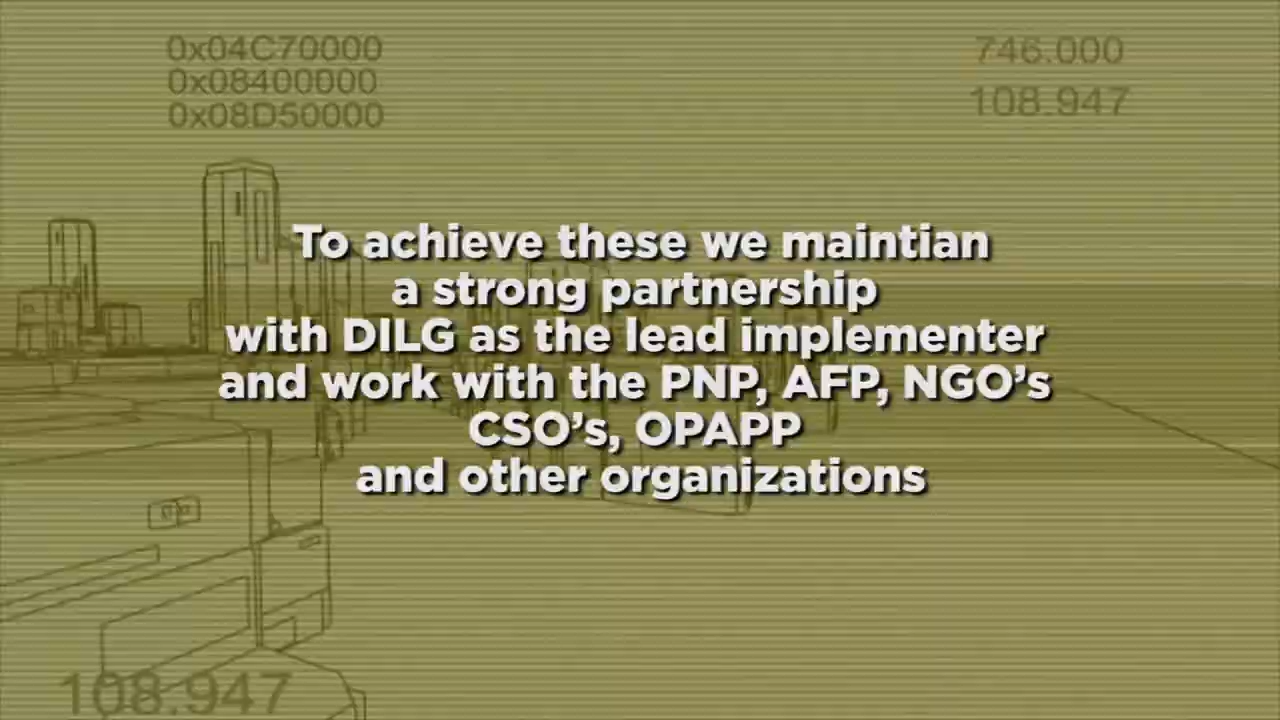 0x04C70000
0x08400000
0x08D50000
746.000
108.947
To achieve these we maintian
a strong partnership
with DILG as the lead implementer
and work with the PNP, AFP, NGO’s
CSO’s, OPAPP
and other organizations
108.947